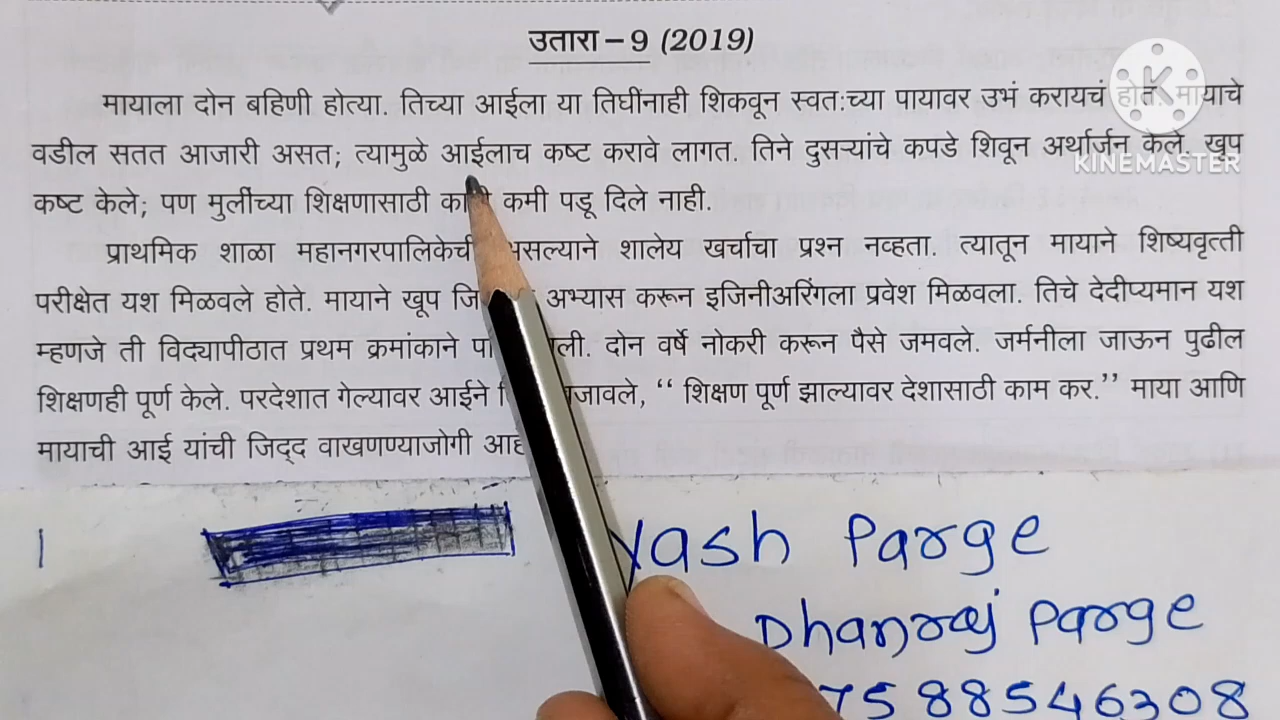 उतारा – 9 (2019)
KINEMASTER
मायाला दोन बहिणी होत्या. तिच्या आईला या तिघींनाही शिकवून स्वतःच्या पायावर उभं करायचं होतं. मायाचे
वडील सतत आजारी असत; त्यामुळे आईलाच कष्ट करावे लागत. तिने दुसऱ्यांचे कपडे शिवून अर्थार्जन केले. खुप
कष्ट केले; पण मुलींच्या शिक्षणासाठी कमी पडू दिले नाही.
प्राथमिक शाळा महानगरपालिकेची असल्याने शालेय खर्चाचा प्रश्न नव्हता. त्यातून मायाने शिष्यवृत्ती
परीक्षेत यश मिळवले होते. मायाने खूप अभ्यास करून इजिनीअरिंगला प्रवेश मिळवला. तिचे देदीप्यमान यश
म्हणजे ती विद्यापीठात प्रथम क्रमांकाने दोन वर्षे नोकरी करून पैसे जमवले. जर्मनीला जाऊन पुढील
शिक्षणही पूर्ण केले. परदेशात गेल्यावर आईने “ शिक्षण पूर्ण झाल्यावर देशासाठी काम कर.” माया आणि
मायाची आई यांची जिद्द वाखणण्याजोगी
Yash Parge
Dhanraj Parge
7588546308